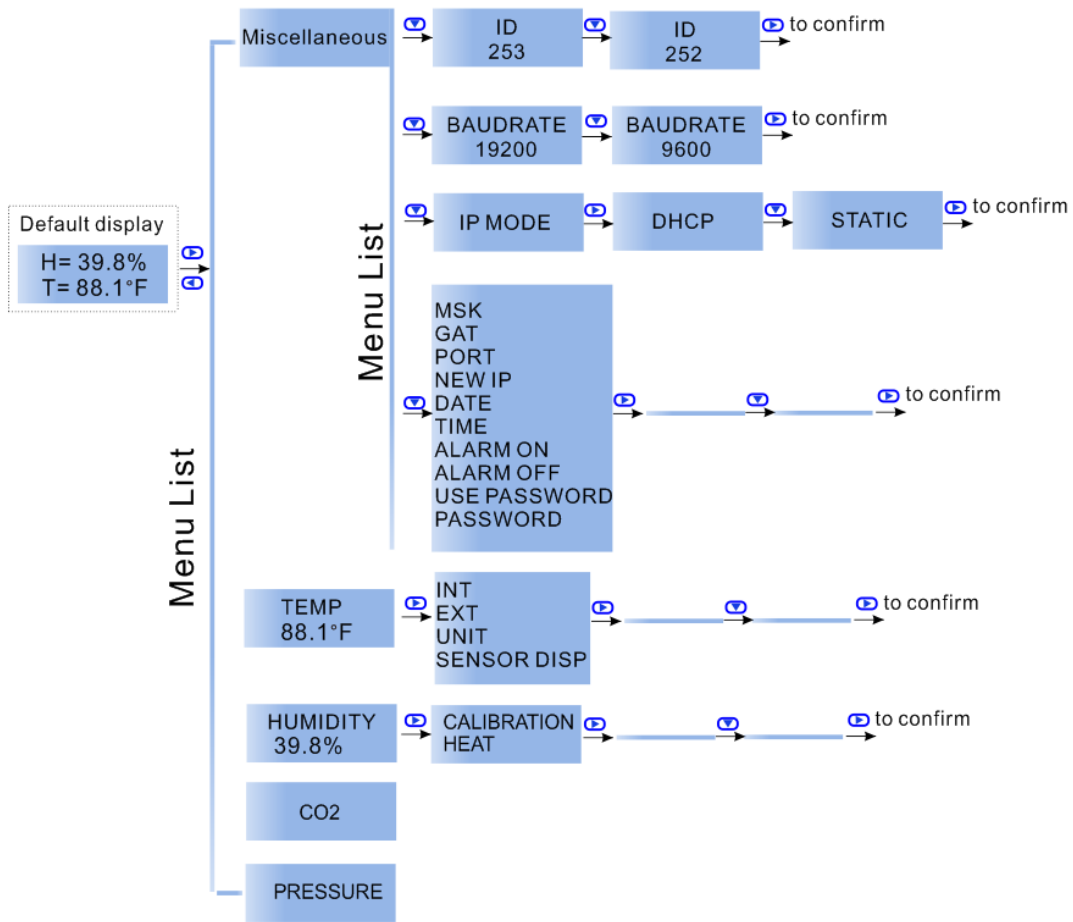 Miscellaneous
ID
253
ID
252
to confirm
BAUDRATE
19200
BAUDRATE
9600
to confirm
Default display
H= 39.8%
T= 88.1°F
IP MODE
DHCP
STATIC
to confirm
Menu List
Menu List
MSK
GAT
PORT
NEW IP
DATE
TIME
ALARM ON
ALARM OFF
USE PASSWORD
PASSWORD
to confirm
TEMP
88.1°F
INT
EXT
UNIT
SENSOR DISP
to confirm
HUMIDITY
39.8%
CALIBRATION
HEAT
to confirm
CO2
PRESSURE